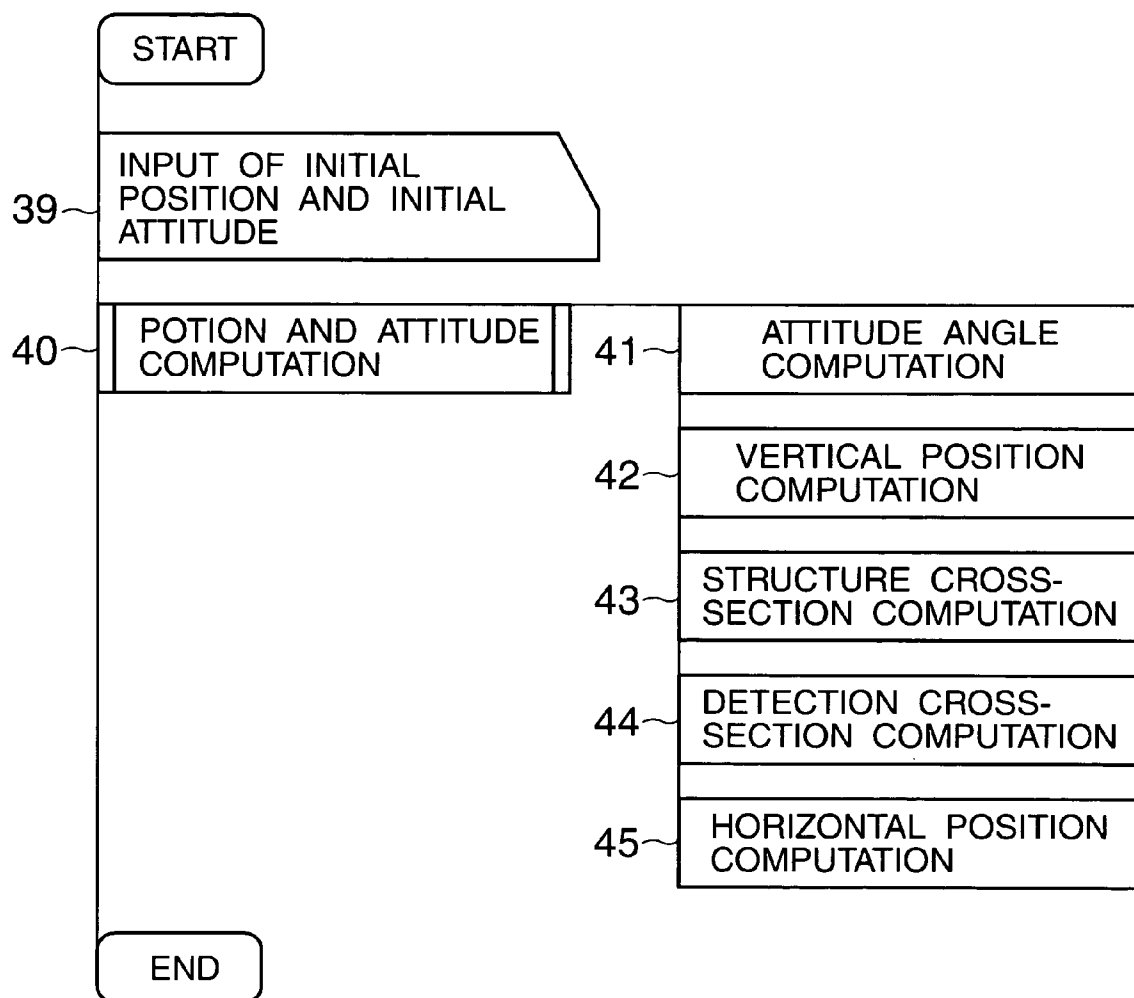 START
39
INPUT OF INITIAL
POSITION AND INITIAL
ATTITUDE
40
POTION AND ATTITUDE
COMPUTATION
41
ATTITUDE ANGLE
COMPUTATION
42
VERTICAL POSITION
COMPUTATION
43
STRUCTURE CROSS-
SECTION COMPUTATION
44
DETECTION CROSS-
SECTION COMPUTATION
45
HORIZONTAL POSITION
COMPUTATION
END